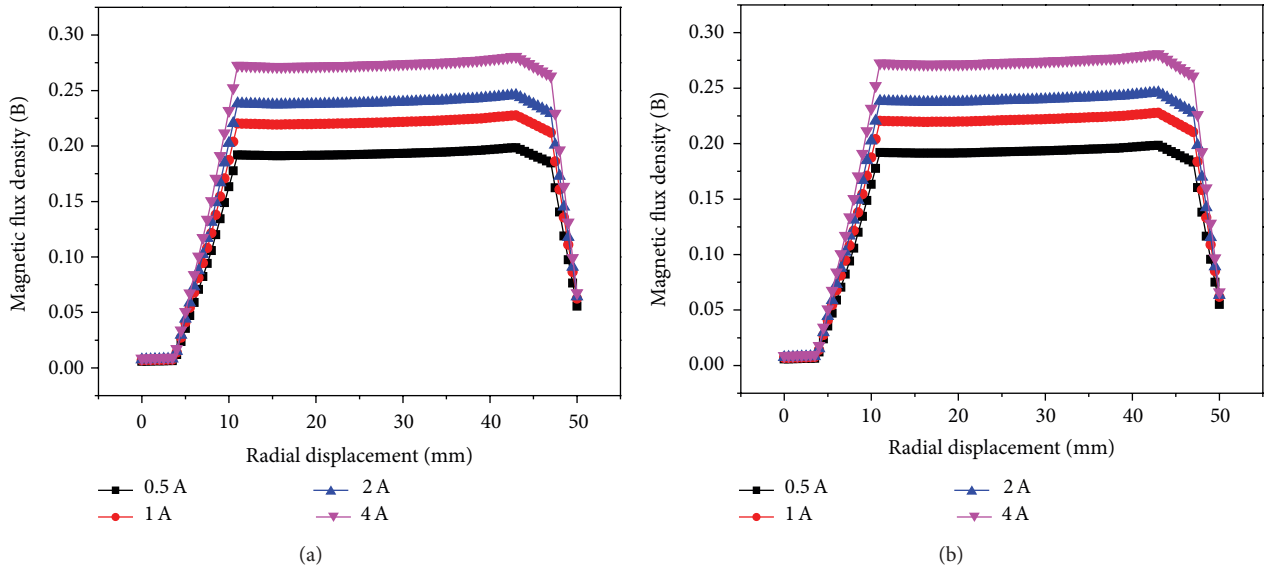 0.30
0.25
0.20
0.15
0.10
0.05
0.00
Magnetic flux density (B)
0 10 20 30 40 50
Radial displacement (mm)
0.5 A 2 A
1 A 4 A
(a)
0.30
0.25
0.20
0.15
0.10
0.05
0.00
Magnetic flux density (B)
0 10 20 30 40 50
Radial displacement (mm)
0.5 A 2 A
1 A 4 A
(b)